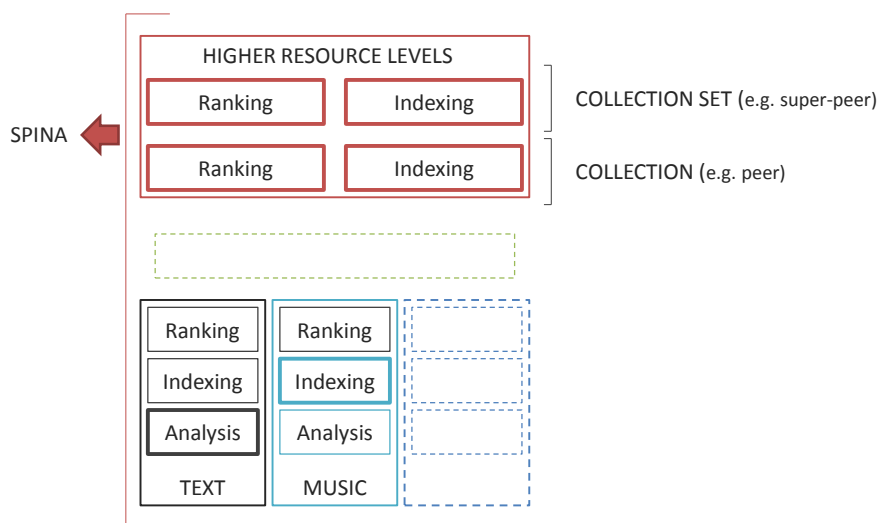 HIGHER RESOURCE LEVELS
Ranking Indexing COLLECTION SET (e.g. super-peer)
SPINA
Ranking Indexing COLLECTION (e.g. peer)
Ranking Ranking
Indexing Indexing
Analysis Analysis
TEXT MUSIC